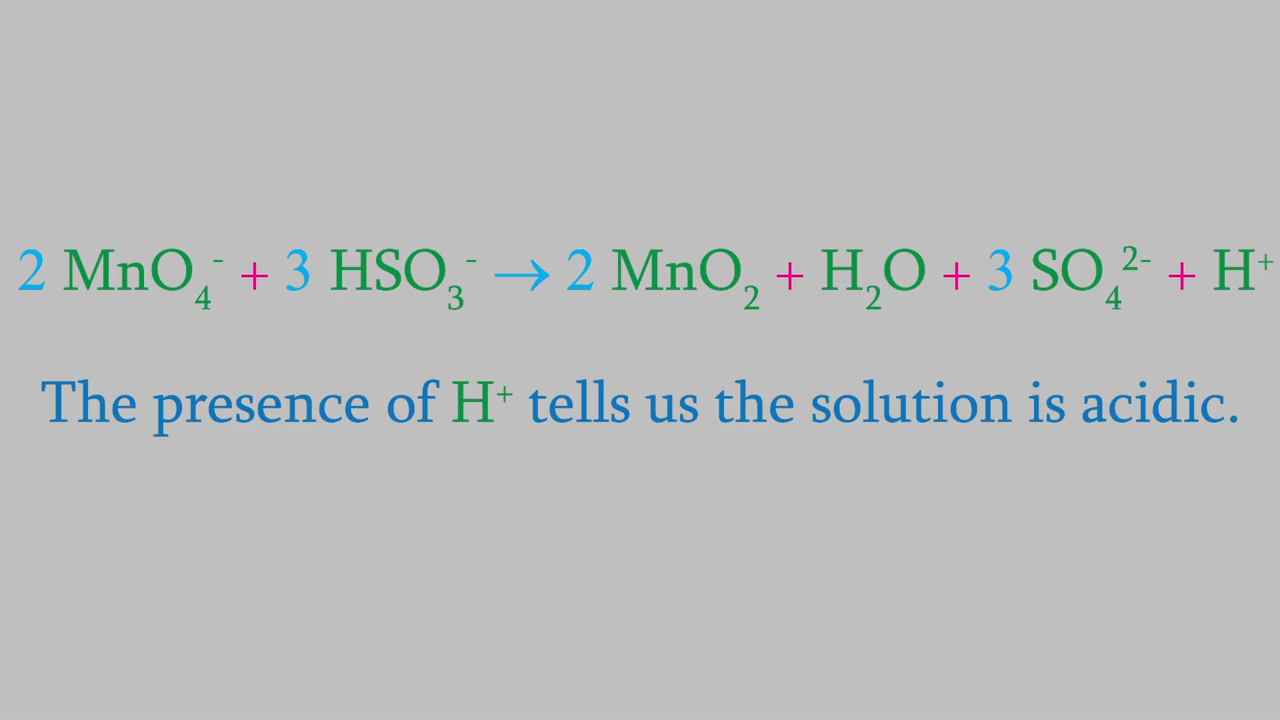 2 MnO₄⁻ + 3 HSO₃⁻ → 2 MnO₂ + H₂O + 3 SO₄²⁻ + H⁺
The presence of H⁺ tells us the solution is acidic.